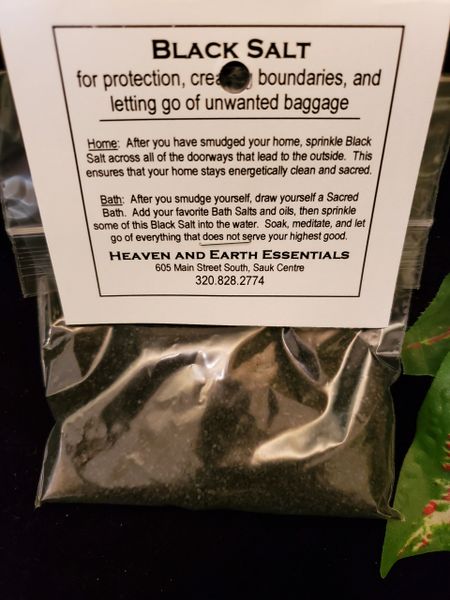 BLACK SALT
for protection, boundaries, and
letting go of unwanted baggage
Home: After you have smudged your home, sprinkle Black
Salt across all of the doorways that lead to the outside. This
ensures that your home stays energetically clean and sacred.
Bath: After you smudge yourself, draw yourself a Sacred
Bath. Add your favorite Bath Salts and oils, then sprinkle
some of this Black Salt into the water. Soak, meditate, and let
go of everything that does not serve your highest good.
HEAVEN AND EARTH ESSENTIALS
605 Main Street South, Sauk Centre
320.828.2774